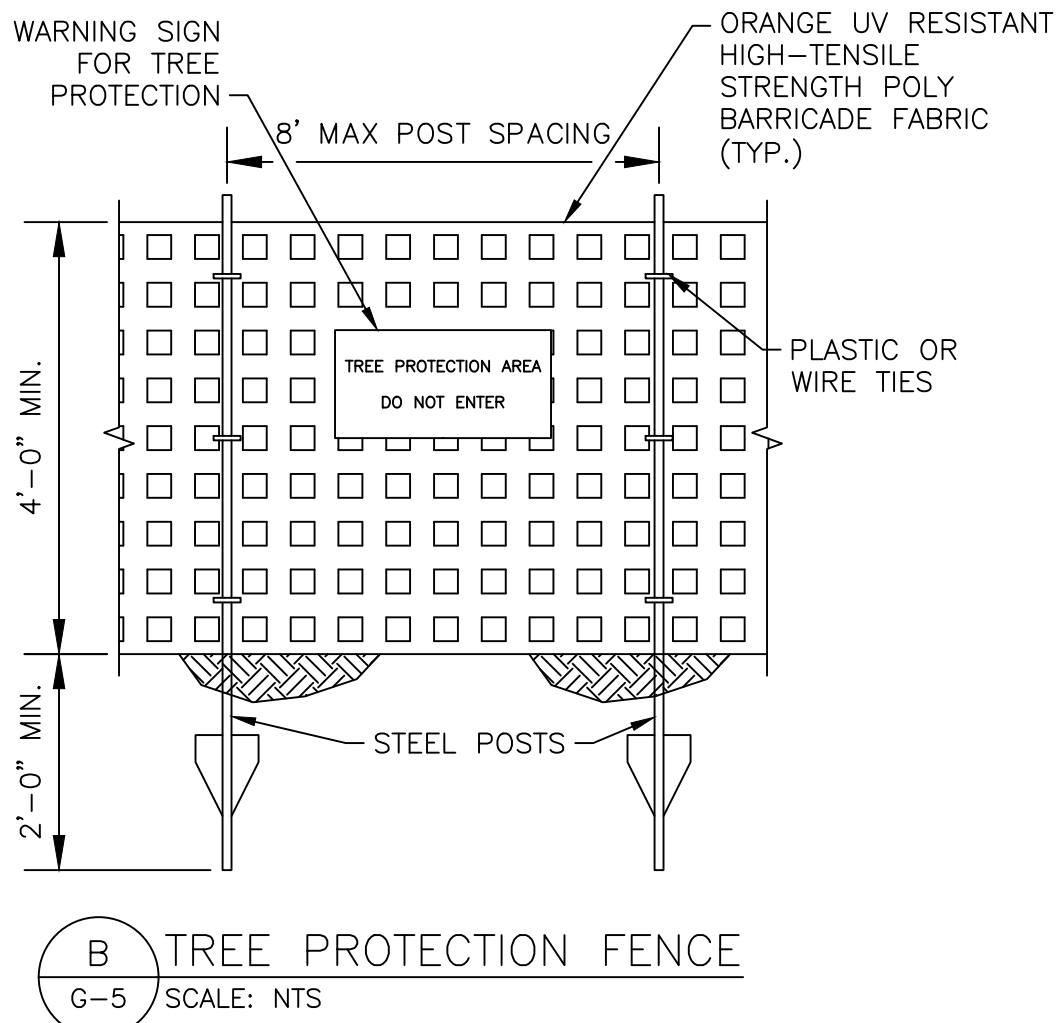 WARNING SIGN
FOR TREE
PROTECTION
ORANGE UV RESISTANT
HIGH-TENSILE
STRENGTH POLY
BARRICADE FABRIC
(TYP.)
8' MAX POST SPACING
TREE PROTECTION AREA
DO NOT ENTER
PLASTIC OR
WIRE TIES
4'-0" MIN.
2'-0" MIN.
STEEL POSTS
B
G-5
TREE PROTECTION FENCE
SCALE: NTS